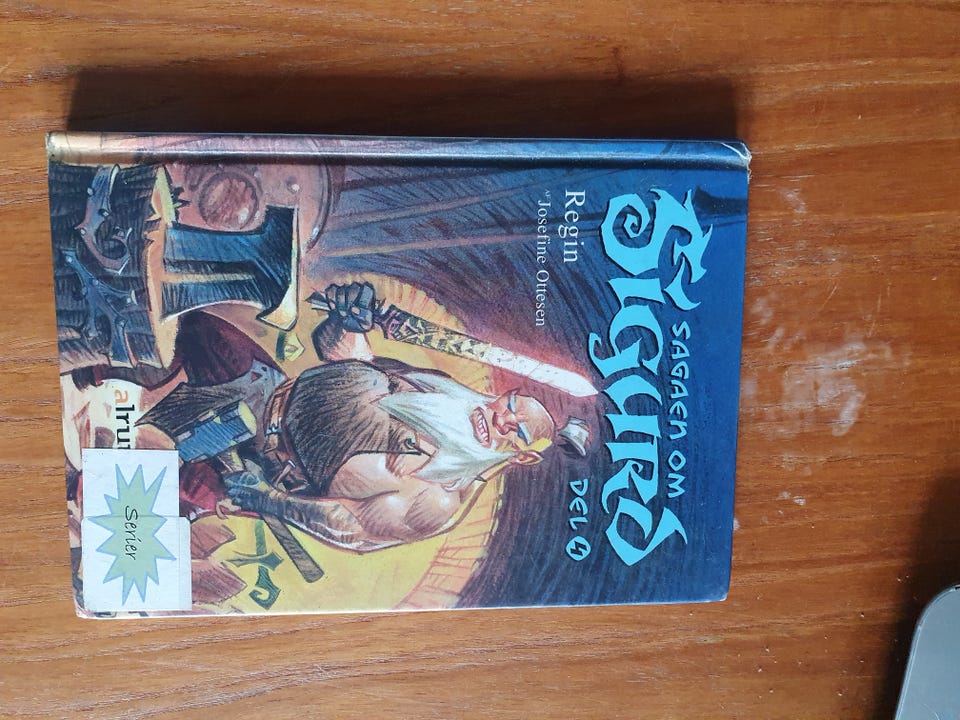 SAGAEN OM
SIGURD
DEL 4
Regin
AF Josefine Ottesen
Serier